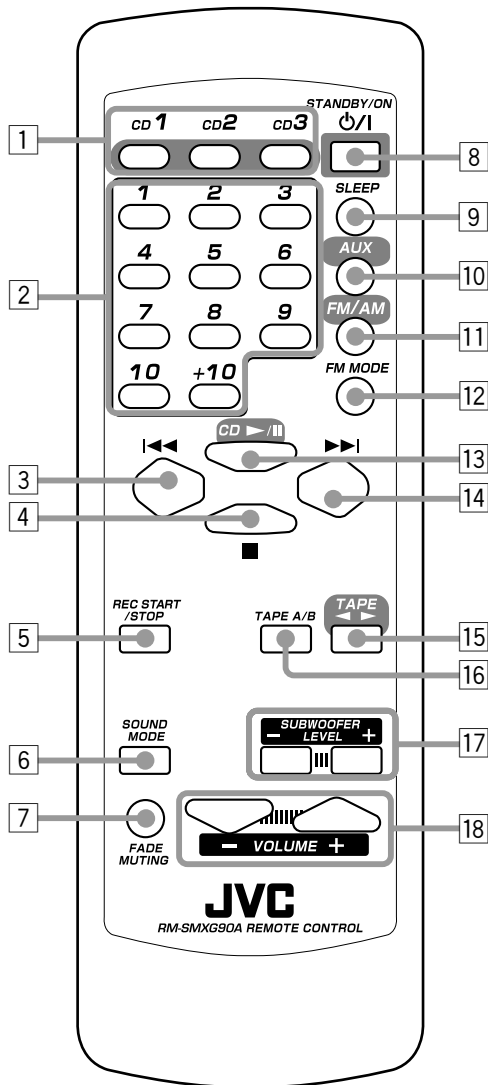 STANDBY/ON
CD 1 CD 2 CD 3 ⏻/I
1 8
SLEEP
1 2 3
9
AUX
4 5 6
2 10
FM/AM
7 8 9
11
10 +10 FM MODE
12
CD ►/II
I◄◄ ►►I
13
3 14
4
■
REC START
/STOP
TAPE A/B
TAPE
◄ ►
5 15
16
SOUND
MODE
SUBWOOFER
– LEVEL +
6 17
7 18
FADE
MUTING
– VOLUME +
JVC
RM-SMXG90A REMOTE CONTROL